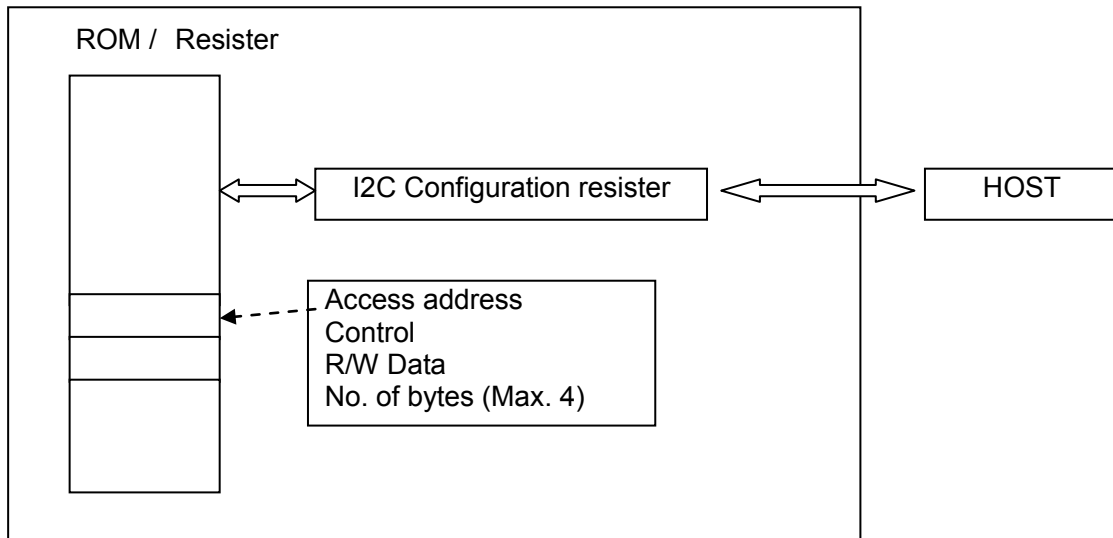 ROM / Resister
I2C Configuration resister
HOST
Access address
Control
R/W Data
No. of bytes (Max. 4)